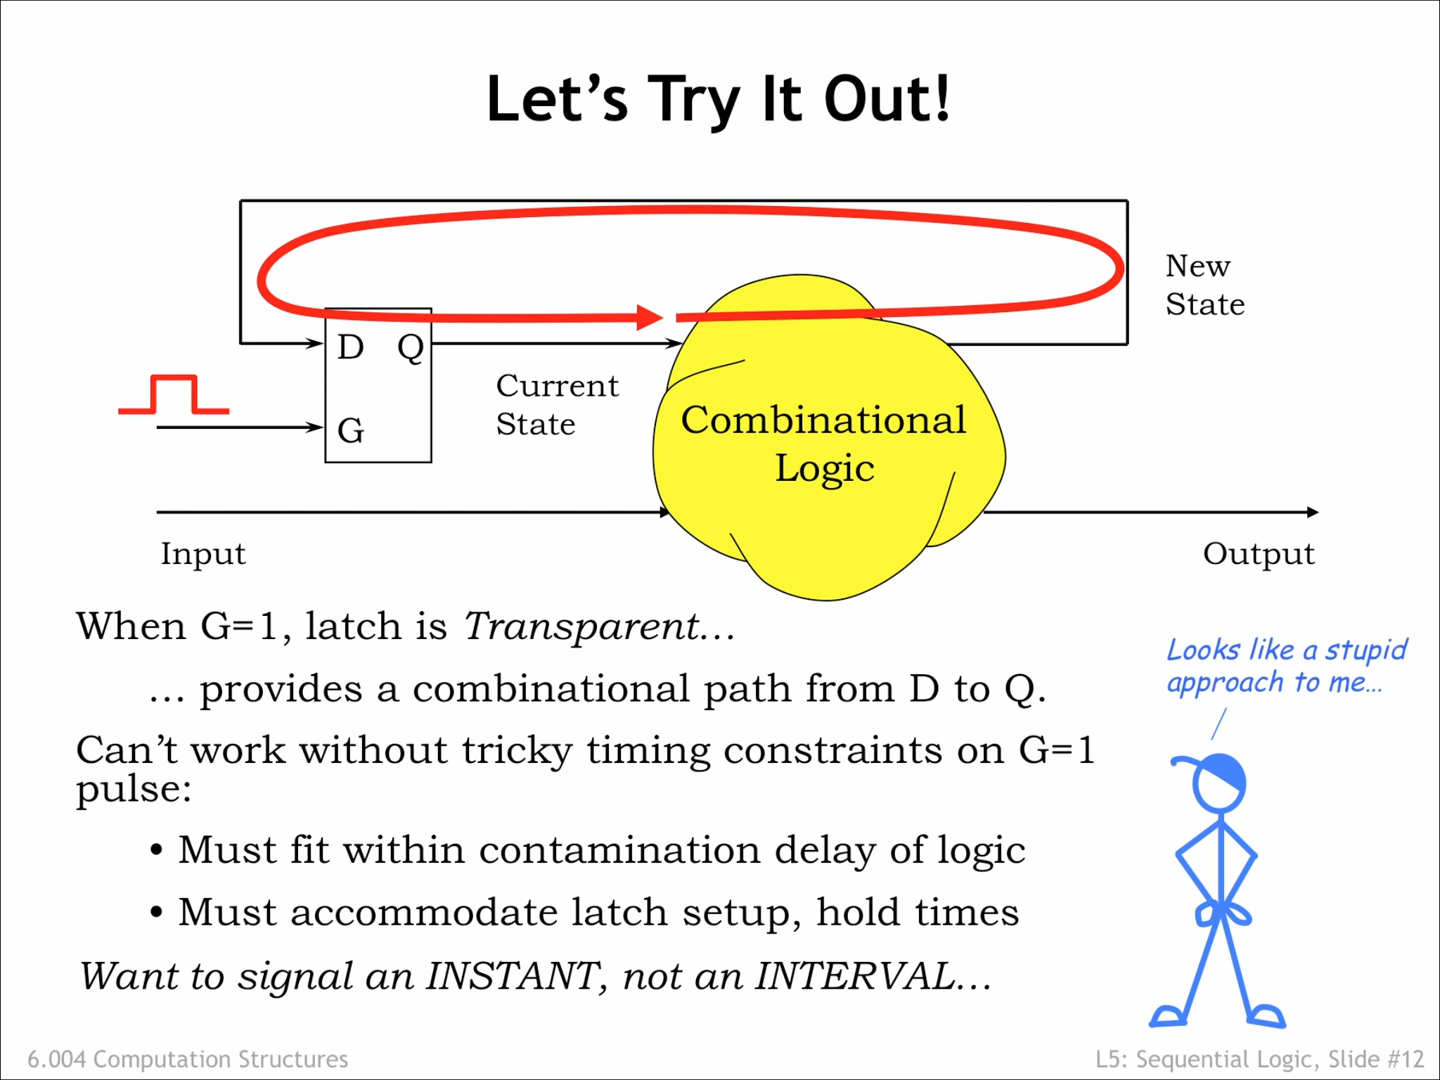 Let’s Try It Out!
New
State
D Q
Current
State
G
Combinational
Logic
Input
Output
When G=1, latch is Transparent…
… provides a combinational path from D to Q.
Can’t work without tricky timing constraints on G=1
pulse:
• Must fit within contamination delay of logic
• Must accommodate latch setup, hold times
Want to signal an INSTANT, not an INTERVAL…
Looks like a stupid
approach to me…
6.004 Computation Structures
L5: Sequential Logic, Slide #12